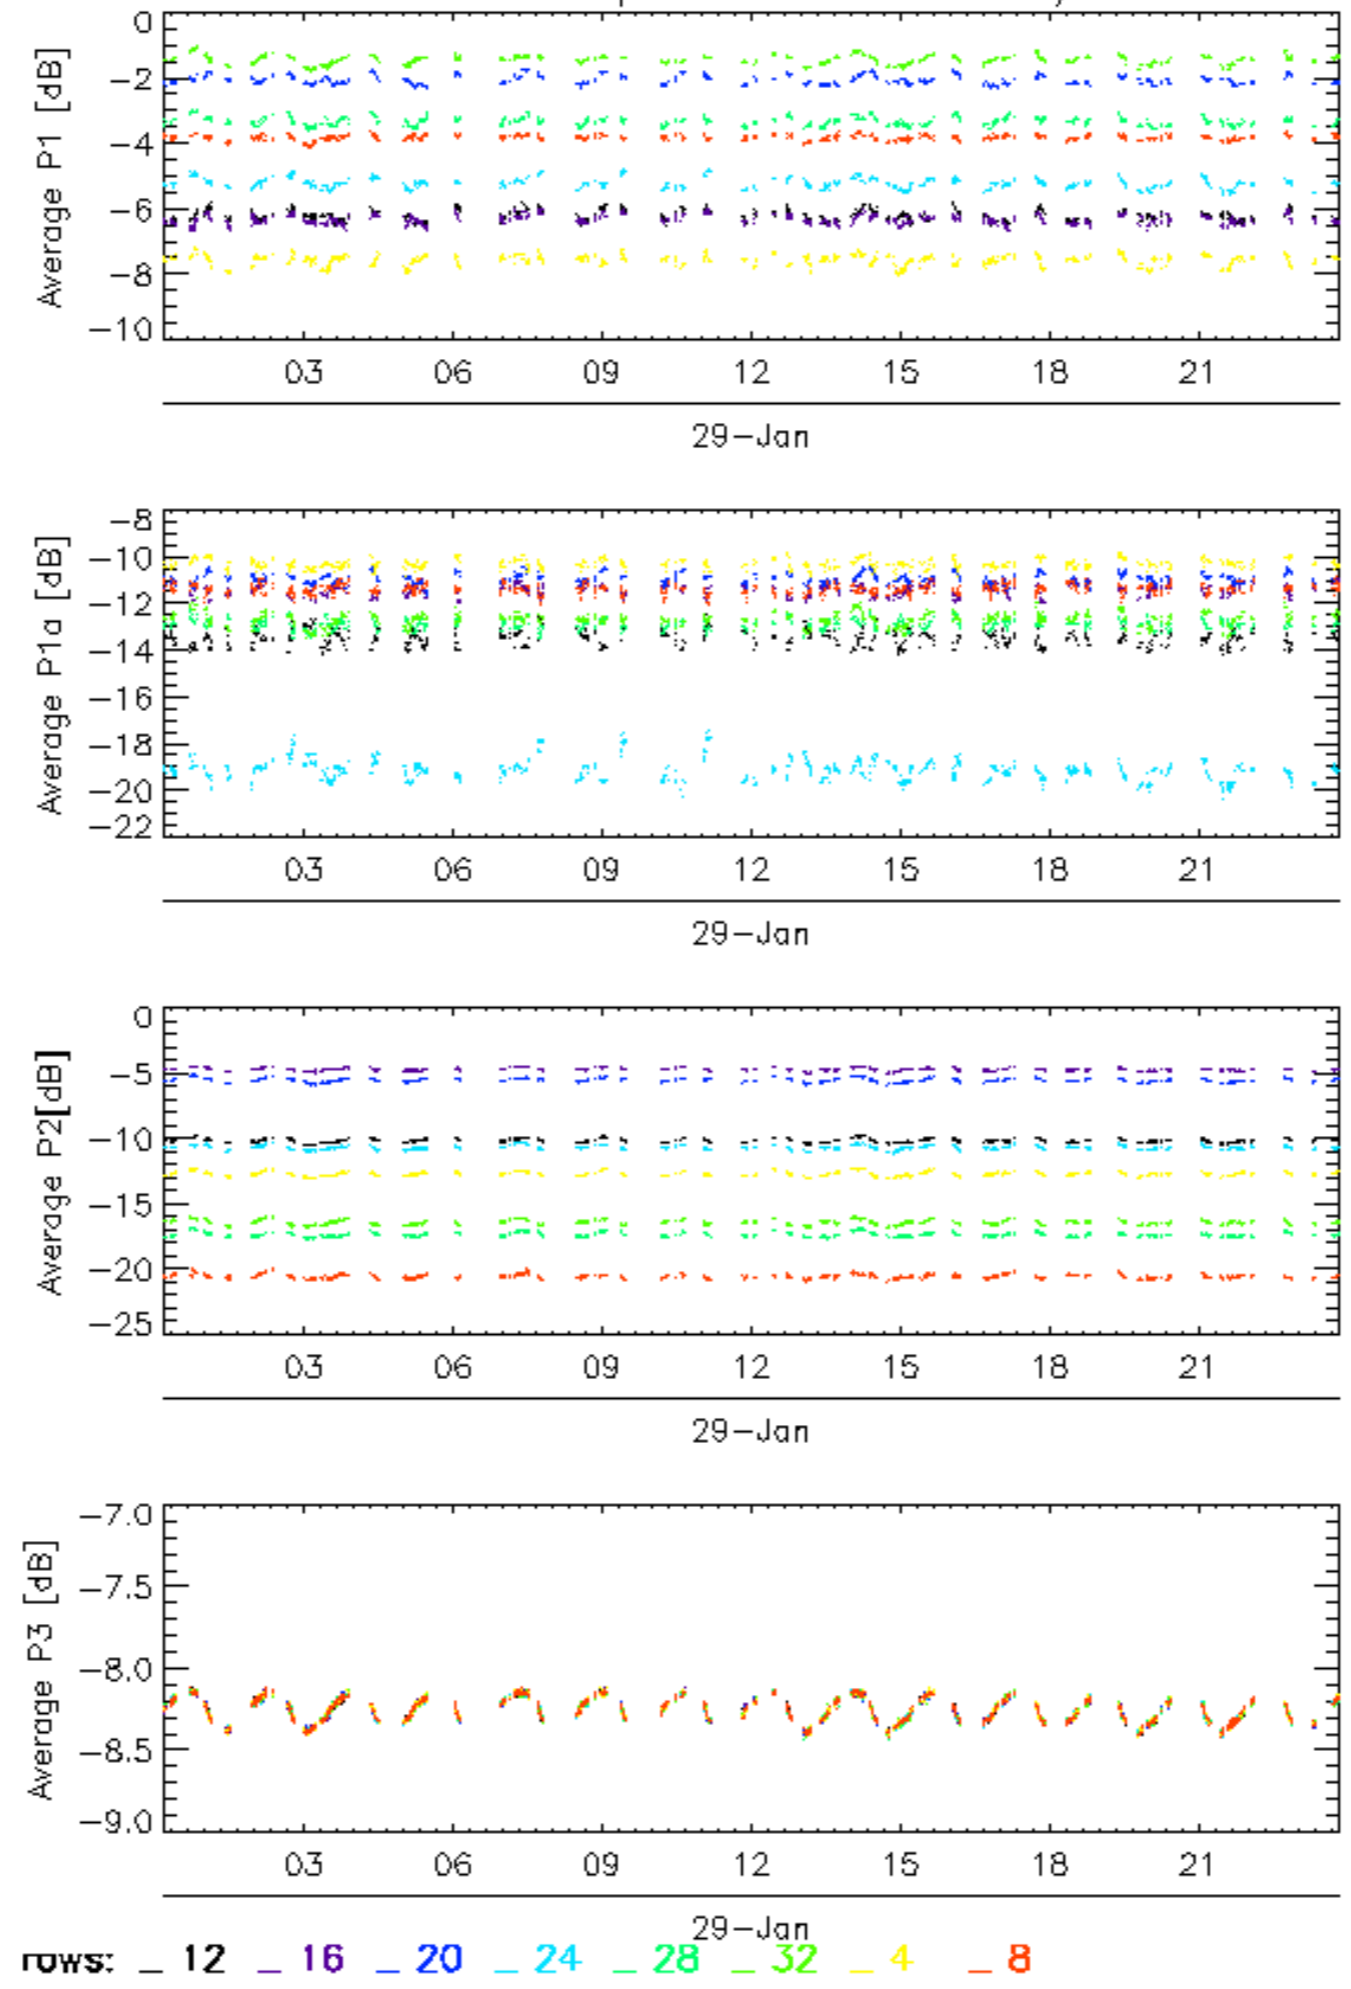 Average P1 [dB]
0
−2
−4
−6
−8
−10
03 06 09 12 15 18 21
29−Jan
Average P1a [dB]
−8
−10
−12
−14
−16
−18
−20
−22
03 06 09 12 15 18 21
29−Jan
Average P2[dB]
0
−5
−10
−15
−20
−25
03 06 09 12 15 18 21
29−Jan
Average P3 [dB]
−7.0
−7.5
−8.0
−8.5
−9.0
03 06 09 12 15 18 21
29−Jan
rows: _ 12 _ 16 _ 20 _ 24 _ 28 _ 32 _ 4 _ 8